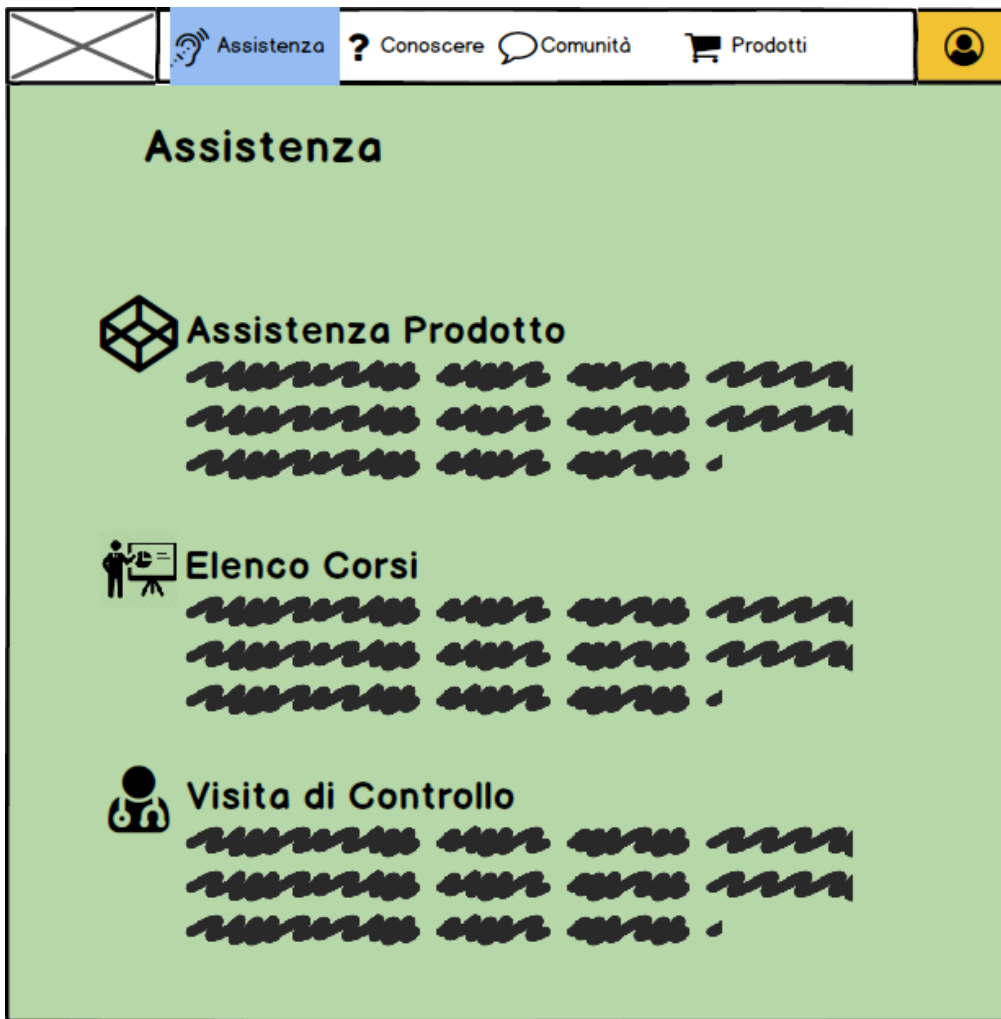 Assistenza
? Conoscere
Comunità
Prodotti
Assistenza
Assistenza Prodotto
Elenco Corsi
Visita di Controllo